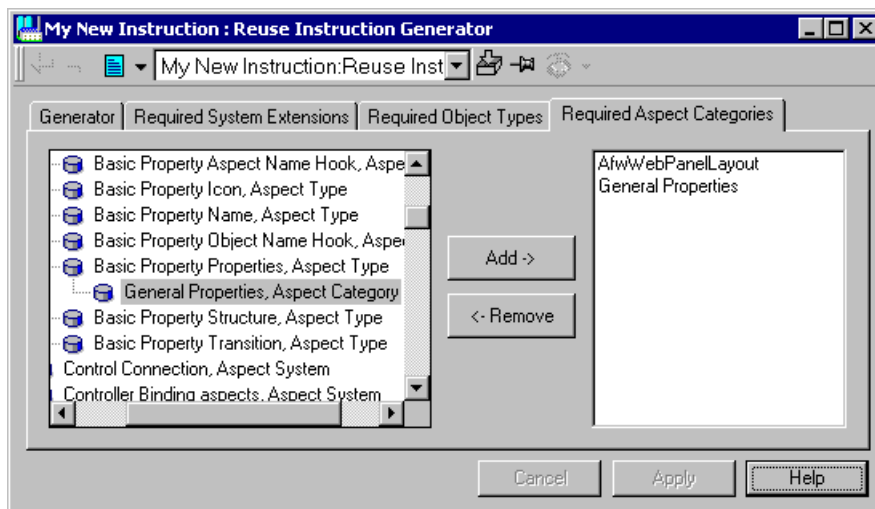 My New Instruction : Reuse Instruction Generator
My New Instruction:Reuse Inst
Generator
Required System Extensions
Required Object Types
Required Aspect Categories
Basic Property Aspect Name Hook, Aspe
Basic Property Icon, Aspect Type
Basic Property Name, Aspect Type
Basic Property Object Name Hook, Aspe
Basic Property Properties, Aspect Type
General Properties, Aspect Category
Basic Property Structure, Aspect Type
Basic Property Transition, Aspect Type
Control Connection, Aspect System
Controller Binding aspects, Aspect System
Add ->
<- Remove
AfwWebPanelLayout
General Properties
Cancel
Apply
Help